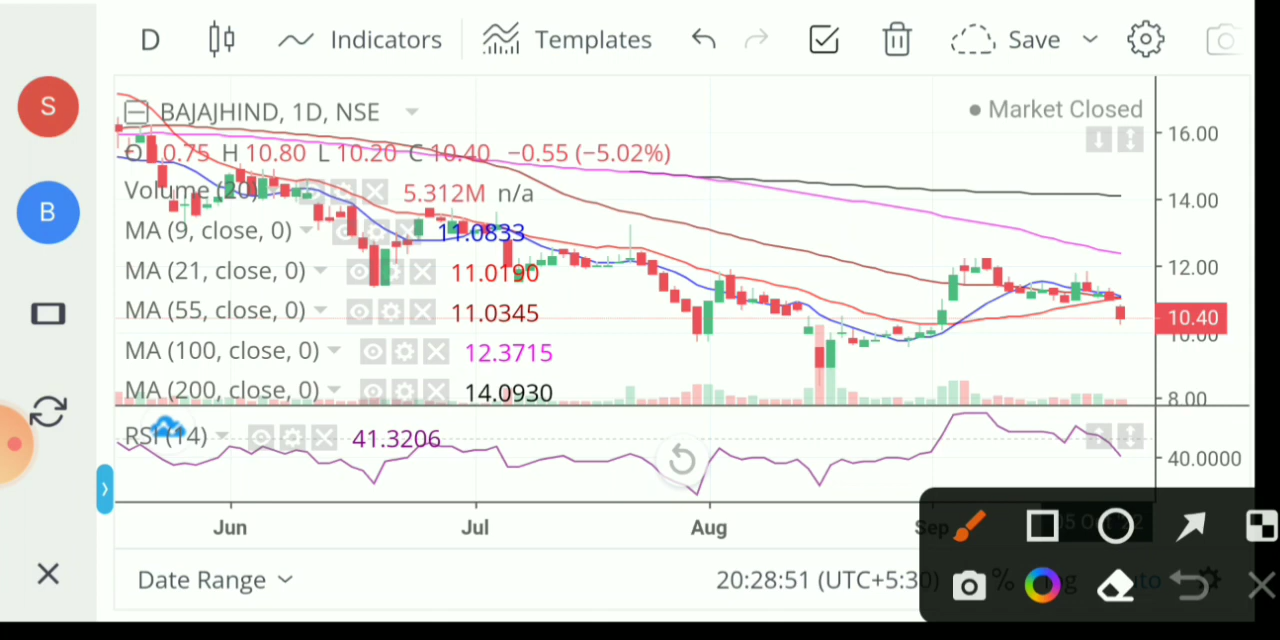 D Indicators Templates Save
S
B
BAJAJHIND, 1D, NSE
Market Closed
O 10.75 H 10.80 L 10.20 C 10.40 −0.55 (−5.02%)
Volume (20) 5.312M n/a
MA (9, close, 0) 11.0833
MA (21, close, 0) 11.0190
MA (55, close, 0) 11.0345
MA (100, close, 0) 12.3715
MA (200, close, 0) 14.0930
16.00
14.00
12.00
10.40
10.00
8.00
RSI (14) 41.3206
40.0000
Jun Jul Aug Sep
Date Range 20:28:51 (UTC+5:30) %